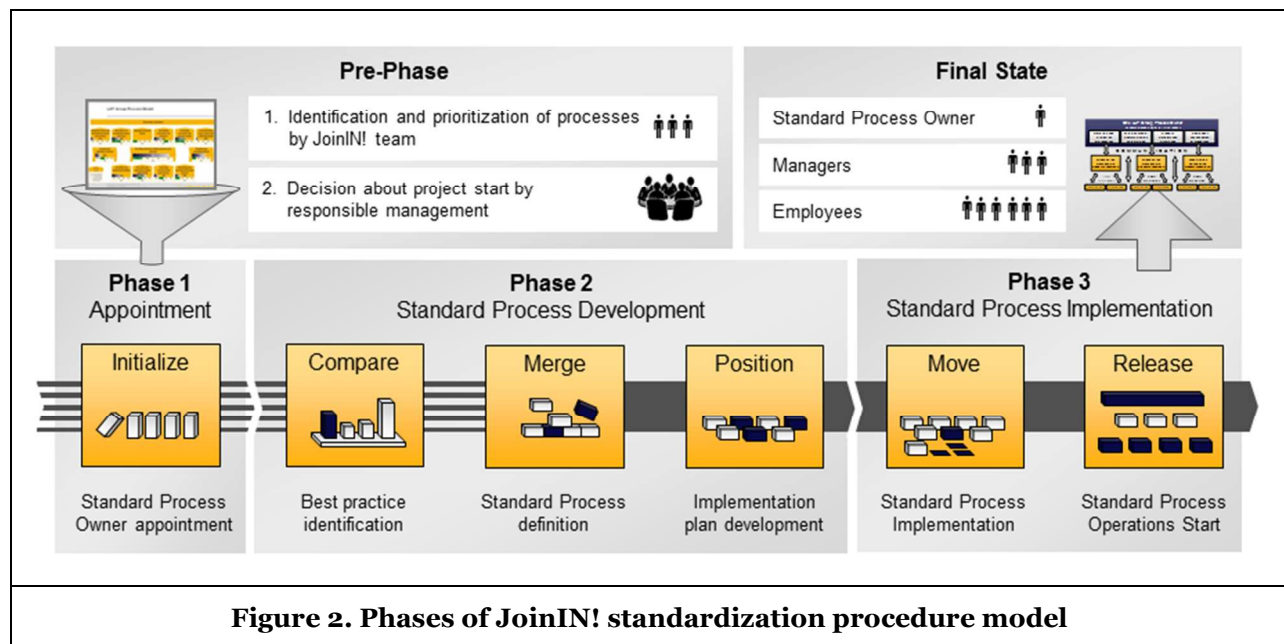 Pre-Phase
1. Identification and prioritization of processes
by JoinIN! team
2. Decision about project start by
responsible management
Final State
Standard Process Owner
Managers
Employees
Phase 1
Appointment
Initialize
Standard Process
Owner appointment
Phase 2
Standard Process Development
Compare
Best practice
identification
Merge
Standard Process
definition
Position
Implementation
plan development
Phase 3
Standard Process Implementation
Move
Standard Process
Implementation
Release
Standard Process
Operations Start
Figure 2. Phases of JoinIN! standardization procedure model